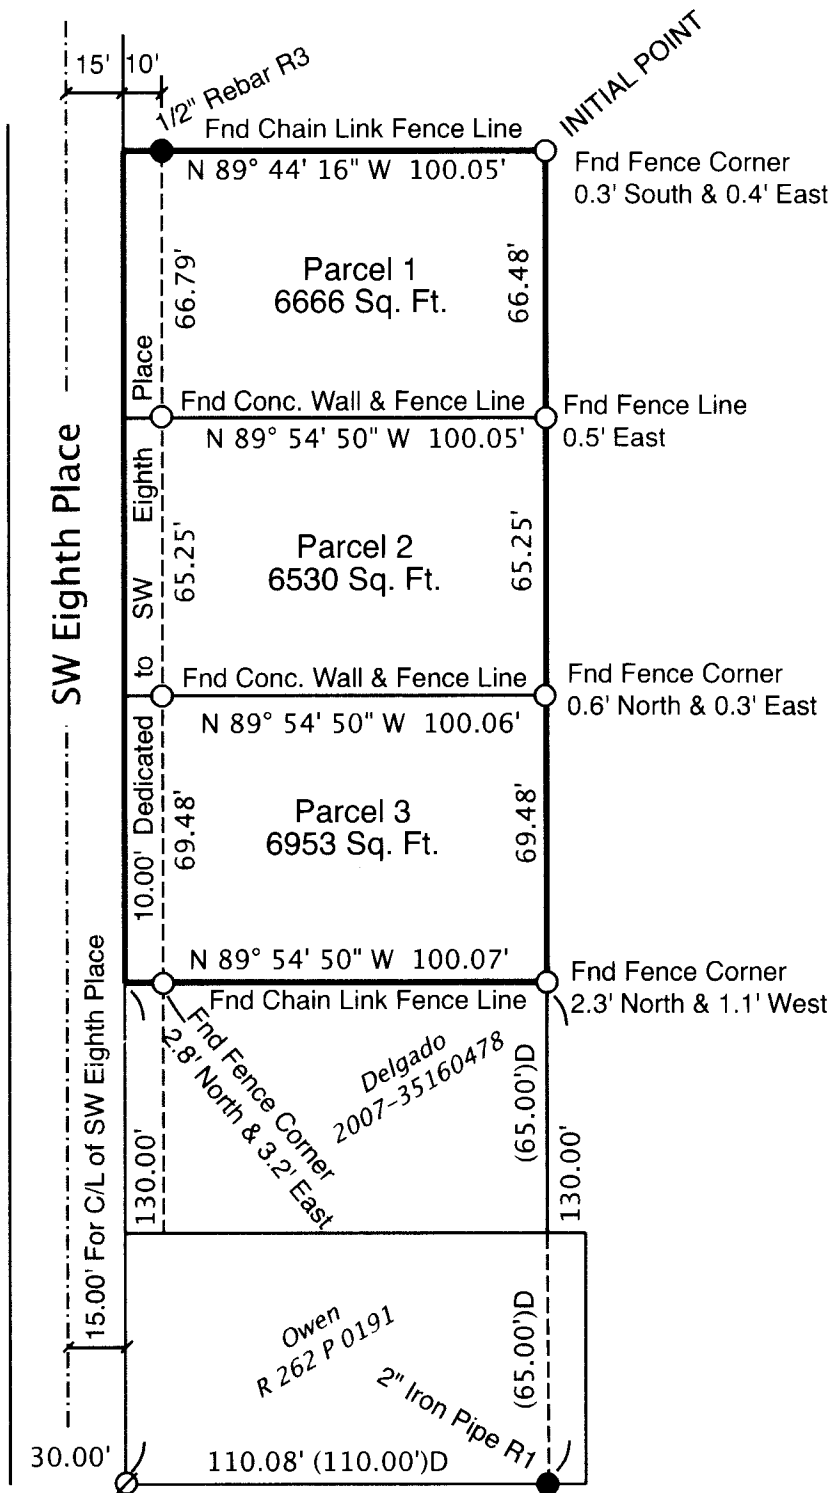 15' 10'
1/2" Rebar R3
INITIAL POINT
Fnd Chain Link Fence Line
N 89° 44' 16" W 100.05'
Fnd Fence Corner
0.3' South & 0.4' East
66.79'
Parcel 1
6666 Sq. Ft.
66.48'
Fnd Conc. Wall & Fence Line
N 89° 54' 50" W 100.05'
Fnd Fence Line
0.5' East
SW Eighth Place
10.00' Dedicated to SW Eighth Place
65.25'
Parcel 2
6530 Sq. Ft.
65.25'
Fnd Conc. Wall & Fence Line
N 89° 54' 50" W 100.06'
Fnd Fence Corner
0.6' North & 0.3' East
69.48'
Parcel 3
6953 Sq. Ft.
69.48'
N 89° 54' 50" W 100.07'
Fnd Chain Link Fence Line
Fnd Fence Corner
2.3' North & 1.1' West
Fnd Fence Corner
2.8' North & 3.2' East
Delgado
2007-35160478
(65.00')D
130.00'
130.00'
15.00' For C/L of SW Eighth Place
Owen
R 262 P 0191
(65.00')D
2" Iron Pipe R1
30.00'
110.08' (110.00')D